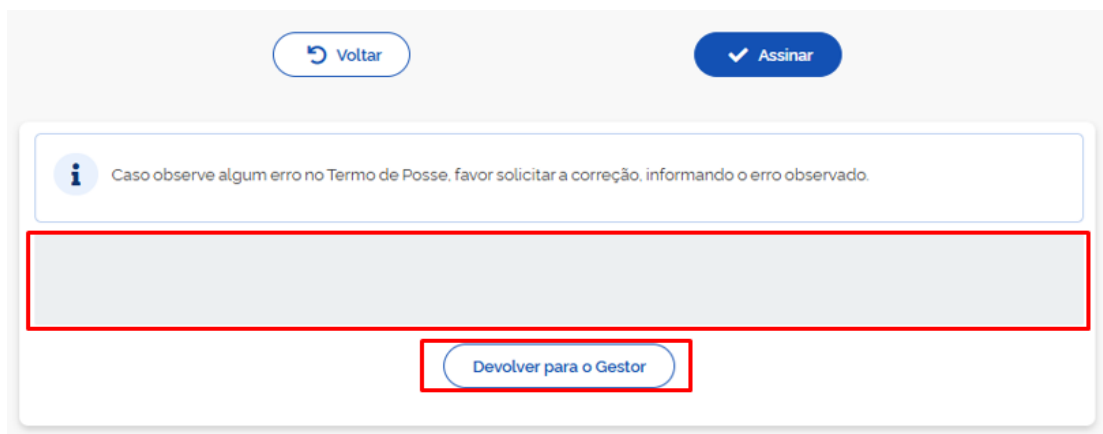 Voltar
Assinar
Caso observe algum erro no Termo de Posse, favor solicitar a correção, informando o erro observado.
Devolver para o Gestor